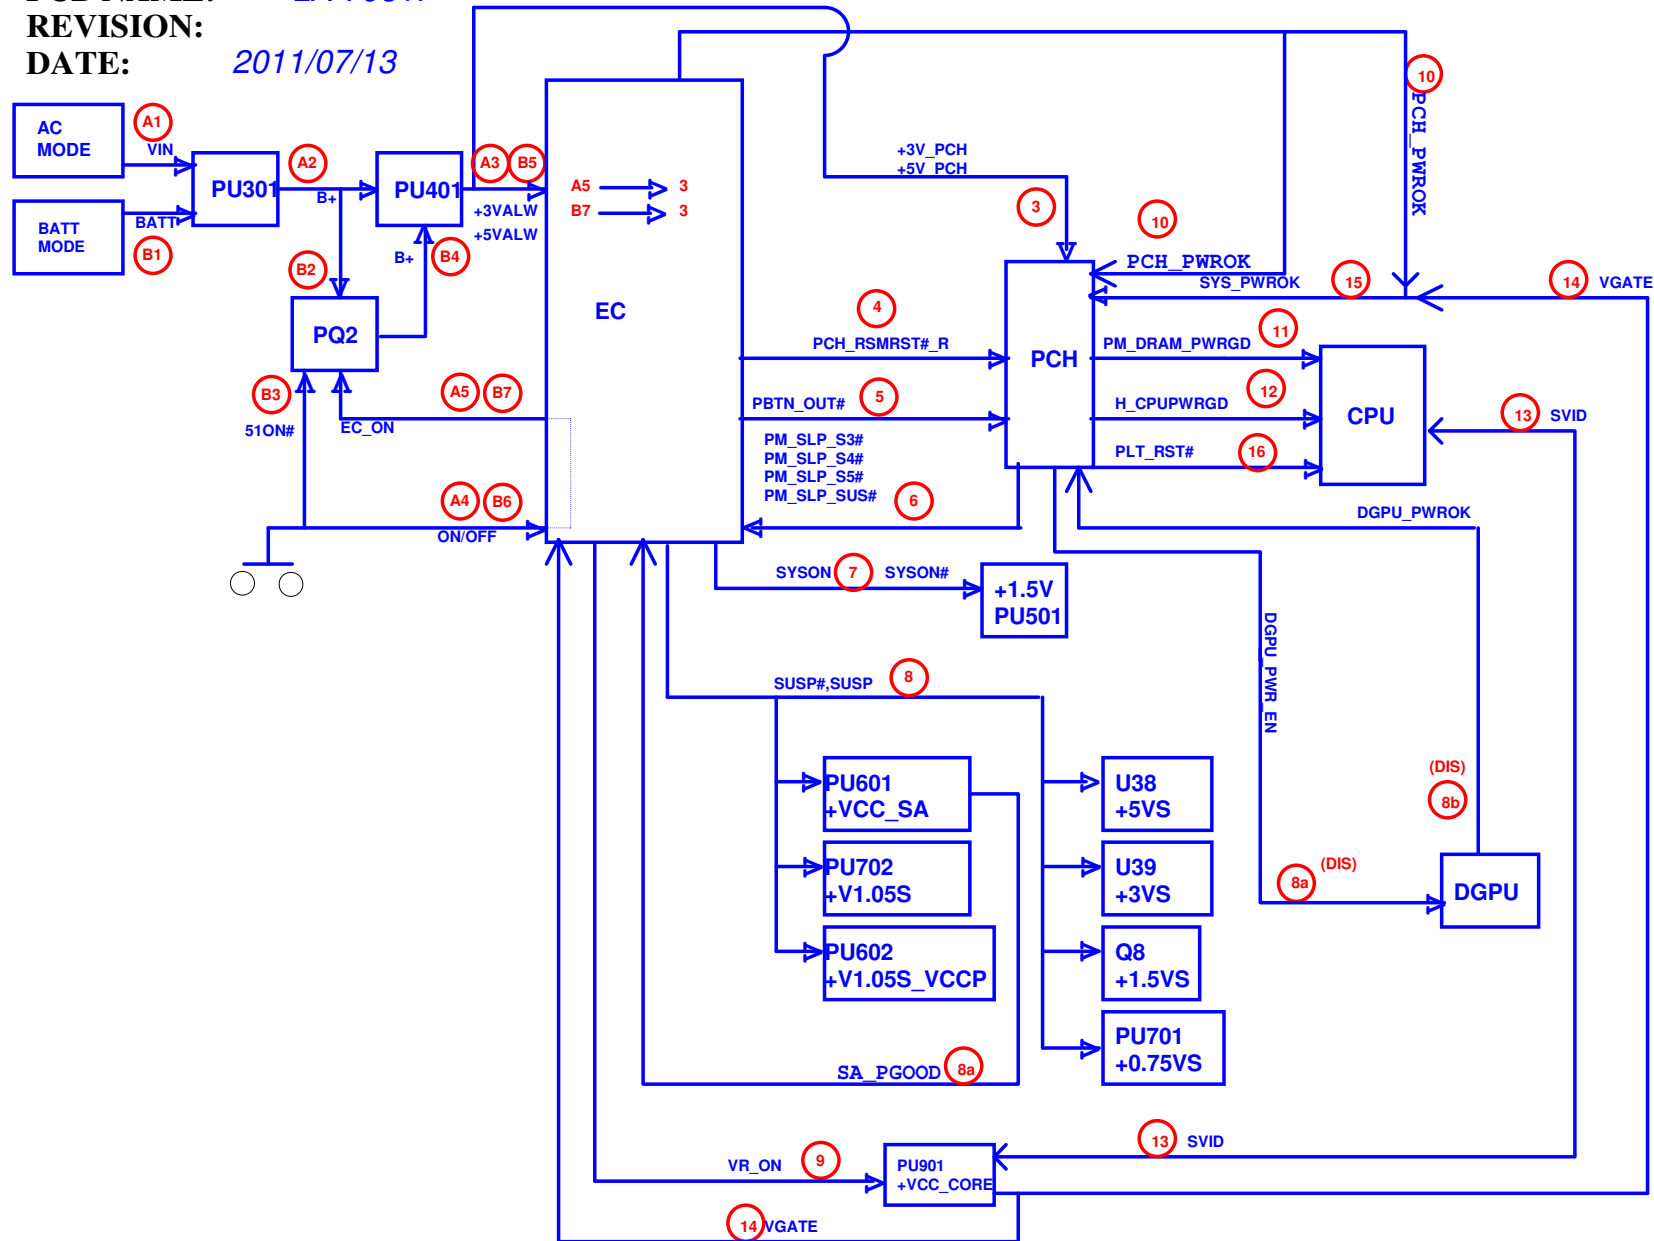 REVISION:
DATE: 2011/07/13
AC
MODE
A1
VIN
BATT
MODE
BATT
B1
PU301
A2
B+
PU401
A3 B5
+3VALW
+5VALW
B2
B+
B4
PQ2
B3
51ON#
A5 B7
EC_ON
A4 B6
ON/OFF
A5 3
B7 3
EC
+3V_PCH
+5V_PCH
3
10
PCH_PWROK
10
PCH_PWROK
SYS_PWROK
15
14 VGATE
4
PCH_RSMRST#_R
PCH
PM_DRAM_PWRGD
11
PBTN_OUT#
5
H_CPUPWRGD
12
CPU
13 SVID
PM_SLP_S3#
PM_SLP_S4#
PM_SLP_S5#
PM_SLP_SUS#
6
PLT_RST#
16
DGPU_PWROK
SYSON 7 SYSON#
+1.5V
PU501
DGPU_PWR_EN
SUSP#,SUSP 8
PU601
+VCC_SA
PU702
+V1.05S
PU602
+V1.05S_VCCP
U38
+5VS
U39
+3VS
Q8
+1.5VS
PU701
+0.75VS
(DIS)
8b
(DIS)
8a
DGPU
SA_PGOOD 8a
13 SVID
VR_ON 9
PU901
+VCC_CORE
14 VGATE